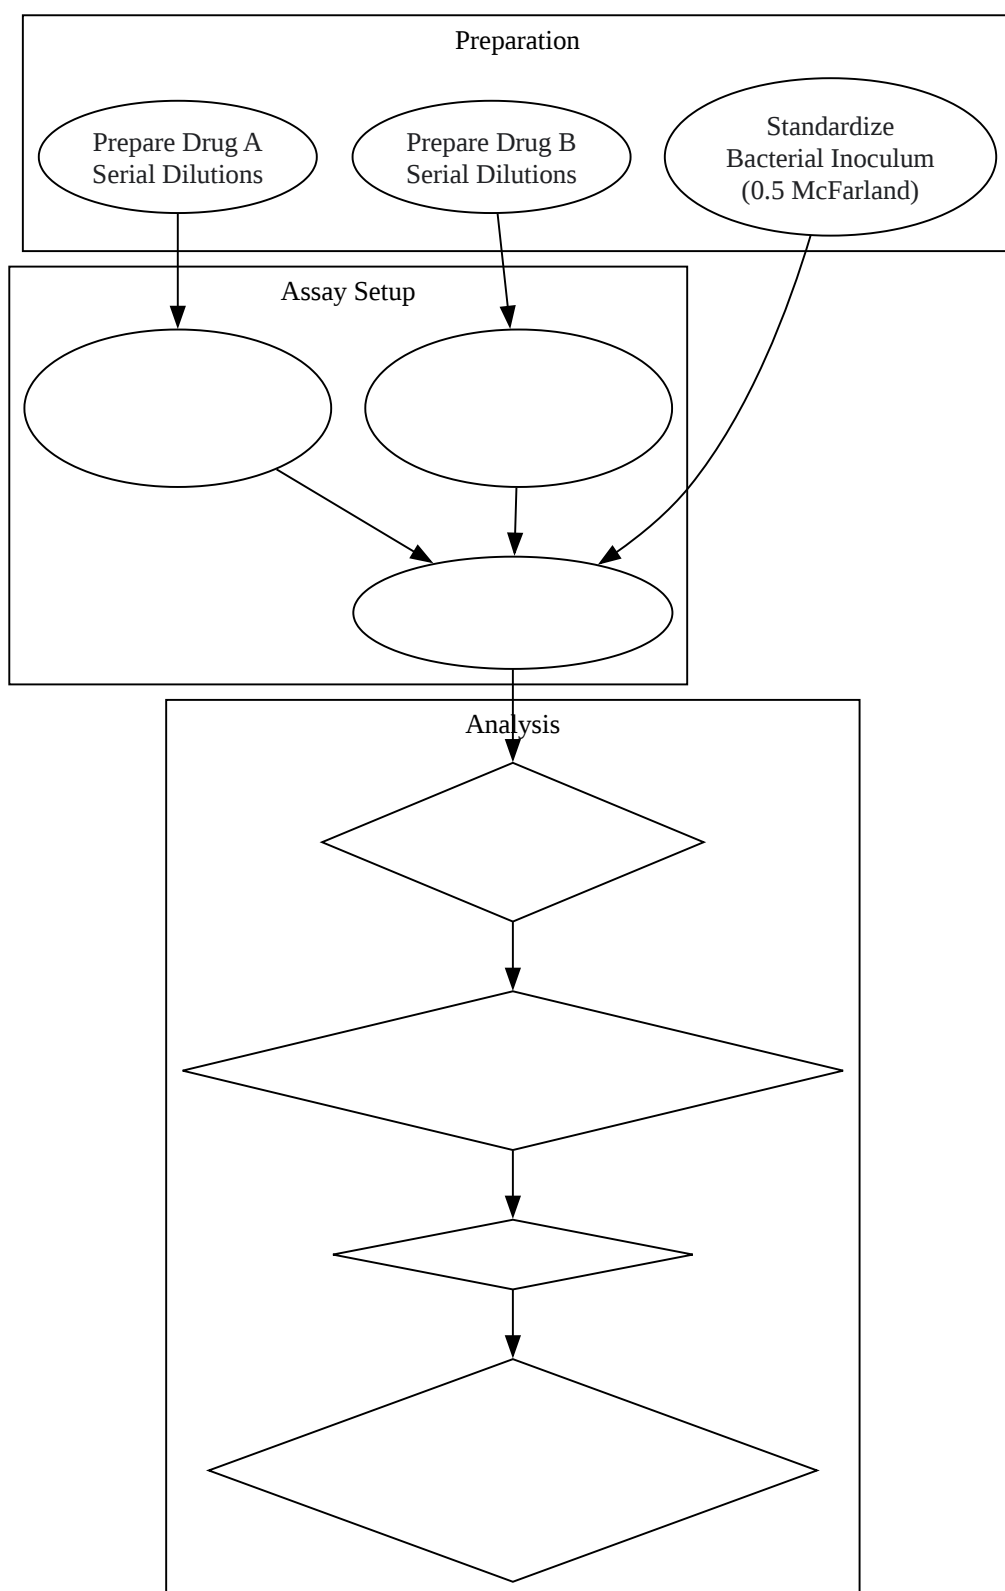 Preparation
Prepare Drug A
Serial Dilutions
Prepare Drug B
Serial Dilutions
Standardize
Bacterial Inoculum
(0.5 McFarland)
Assay Setup
Analysis